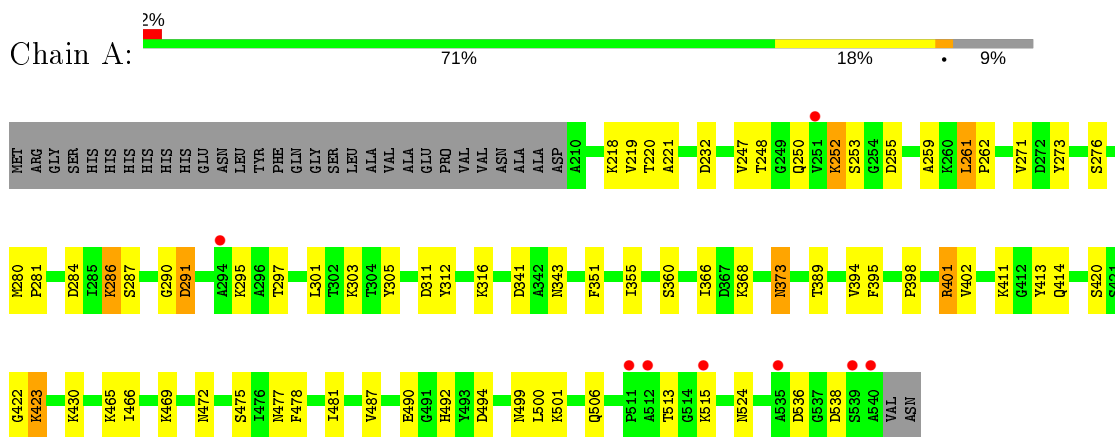 2%
Chain A:
71% 18% • 9%
MET ARG GLY SER HIS HIS HIS HIS HIS HIS GLU ASN LEU TYR PHE GLN GLY SER LEU ALA VAL ALA GLU PRO VAL VAL ASN ALA ALA ASP A210 K218 V219 T220 A221 D232 V247 T248 G249 Q250 V251 K252 S253 G254 D255 A259 K260 L261 P262 V271 D272 Y273 S276
M280 P281 D284 I285 K286 S287 G290 D291 A294 K295 A296 T297 L301 T302 K303 T304 Y305 D311 Y312 K316 D341 A342 N343 F351 I355 S360 I366 D367 K368 N373 T389 V394 F395 P398 R401 V402 K411 G412 Y413 Q414 S420 S421
G422 K423 K430 K465 I466 K469 N472 S475 I476 N477 F478 I481 V487 E490 G491 H492 Y493 D494 N499 L500 K501 Q506 P511 A512 T513 G514 K515 N524 A535 D536 G537 D538 S539 A540 VAL ASN